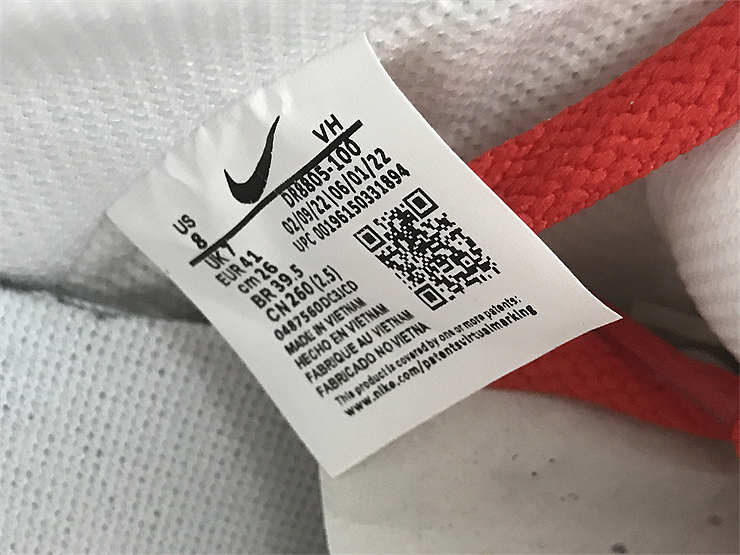 VH
US 8
UK 7
EUR 41
cm 26
BR 39.5
CN 260 (2.5)
DR8805-100
02/09/22|06/01/22
UPC 00196150331894
0487560DC3JCD
MADE IN VIETNAM
HECHO EN VIETNAM
FABRIQUE AU VIETNAM
FABRICADO NO VIETNA
This product is covered by one or more patents:
www.nike.com/patentsvirtualmarking